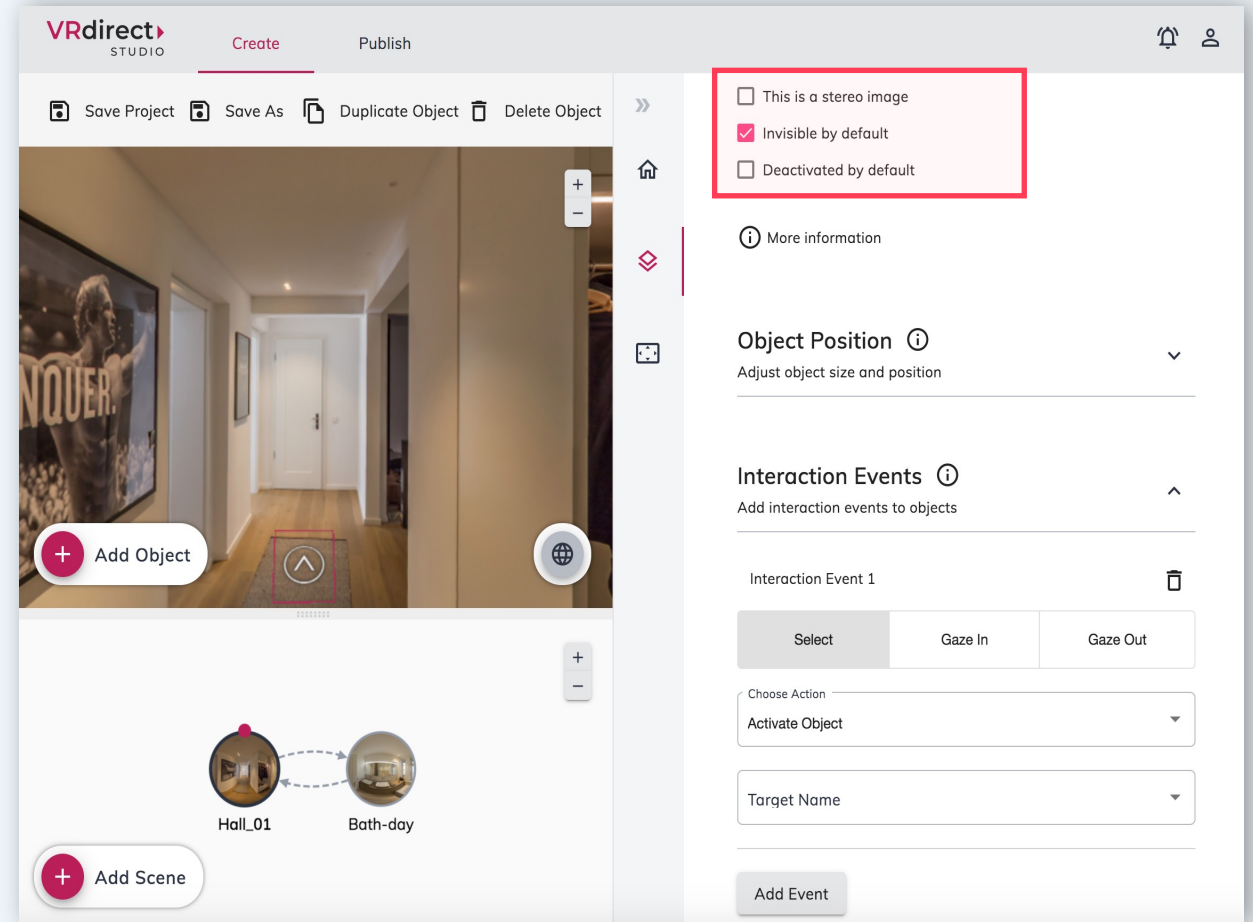 VRdirect
STUDIO
Create
Publish
Save Project
Save As
Duplicate Object
Delete Object
This is a stereo image
Invisible by default
Deactivated by default
More information
NQUER.
Object Position
Adjust object size and position
Interaction Events
Add interaction events to objects
Add Object
Interaction Event 1
Select
Gaze In
Gaze Out
Choose Action
Activate Object
Target Name
Hall_01
Bath-day
Add Scene
Add Event